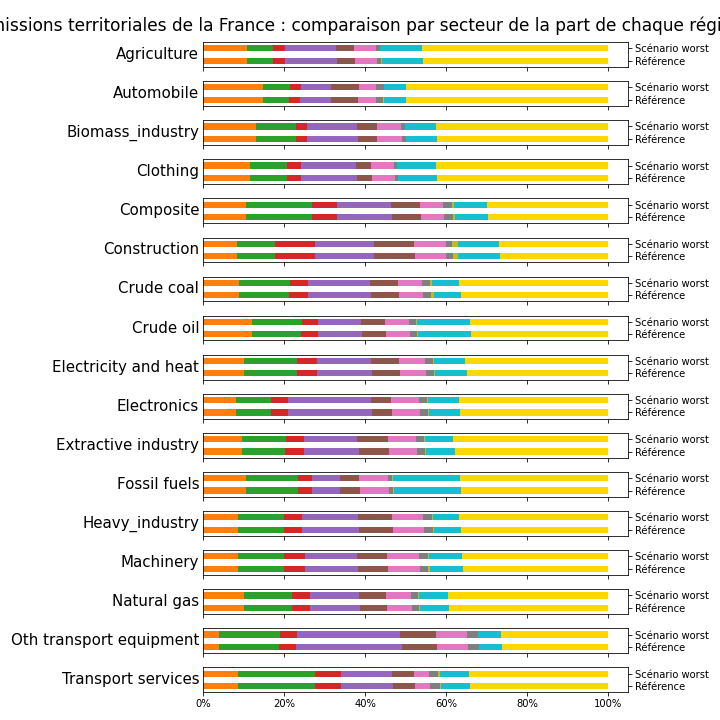 missions territoriales de la France : comparaison par secteur de la part de chaque régi
Agriculture
Scénario worst
Référence
Automobile
Scénario worst
Référence
Biomass_industry
Scénario worst
Référence
Clothing
Scénario worst
Référence
Composite
Scénario worst
Référence
Construction
Scénario worst
Référence
Crude coal
Scénario worst
Référence
Crude oil
Scénario worst
Référence
Electricity and heat
Scénario worst
Référence
Electronics
Scénario worst
Référence
Extractive industry
Scénario worst
Référence
Fossil fuels
Scénario worst
Référence
Heavy_industry
Scénario worst
Référence
Machinery
Scénario worst
Référence
Natural gas
Scénario worst
Référence
Oth transport equipment
Scénario worst
Référence
Transport services
Scénario worst
Référence
0% 20% 40% 60% 80% 100%